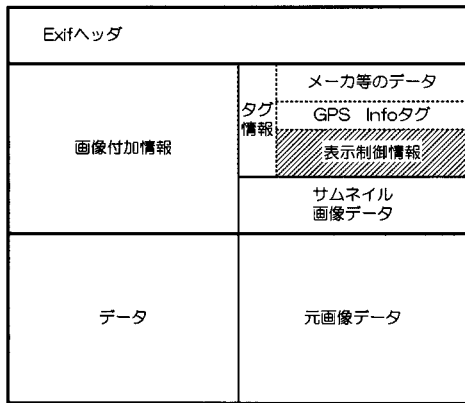 Exifヘッダ
画像付加情報
タグ
情報
メーカ等のデータ
GPS Infoタグ
表示制御情報
サムネイル
画像データ
データ
元画像データ